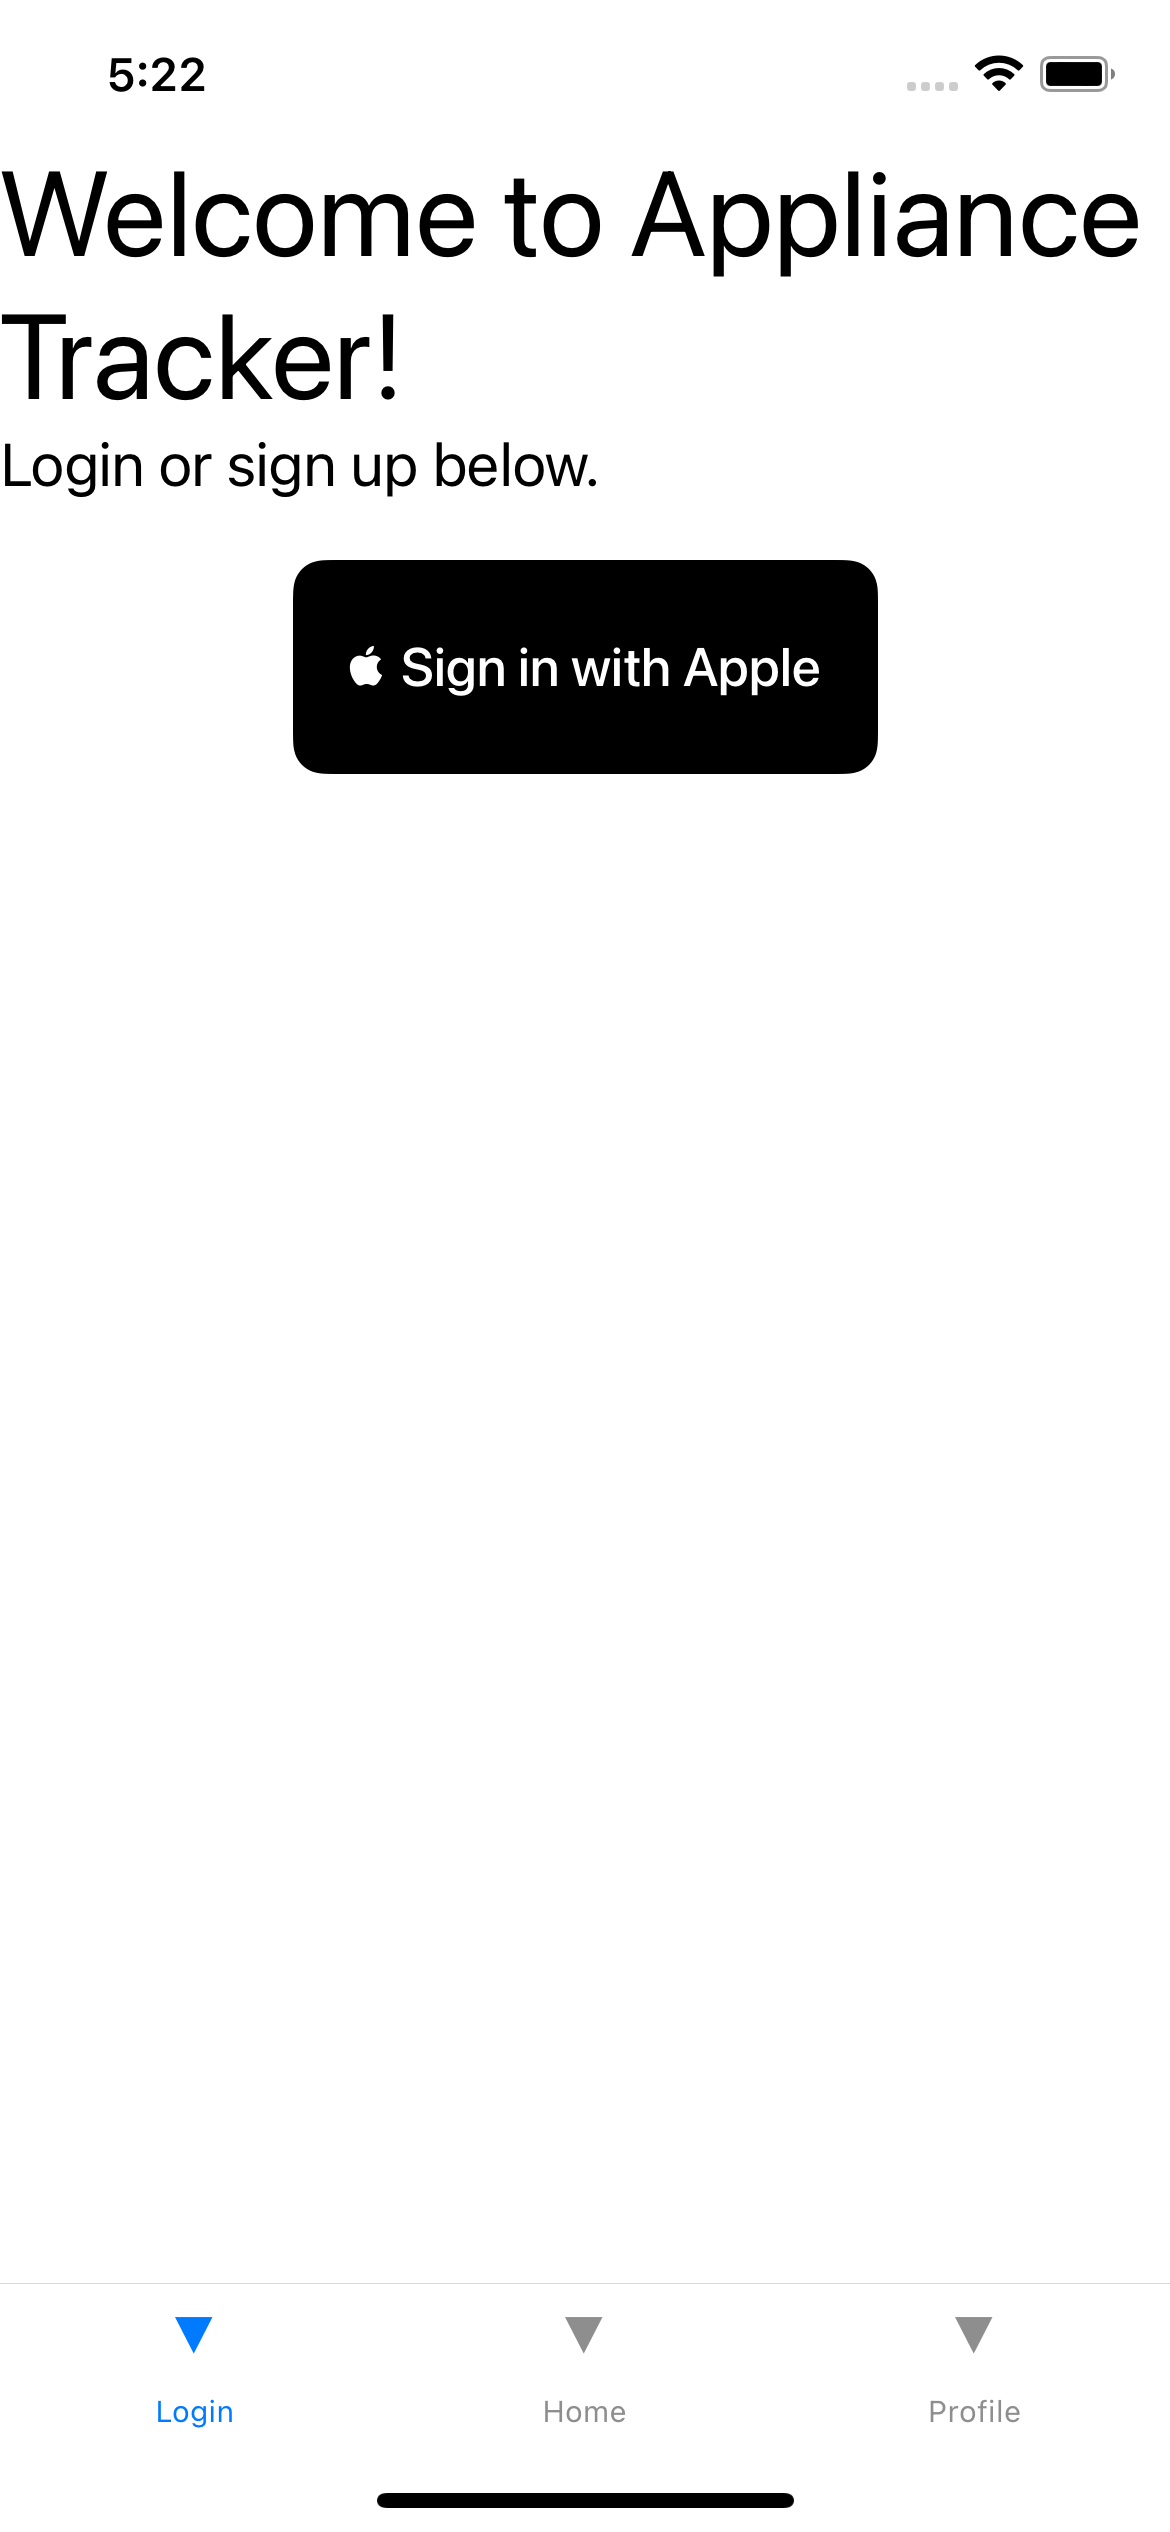 5:22
Welcome to Appliance
Tracker!
Login or sign up below.
Sign in with Apple
Login
Home
Profile